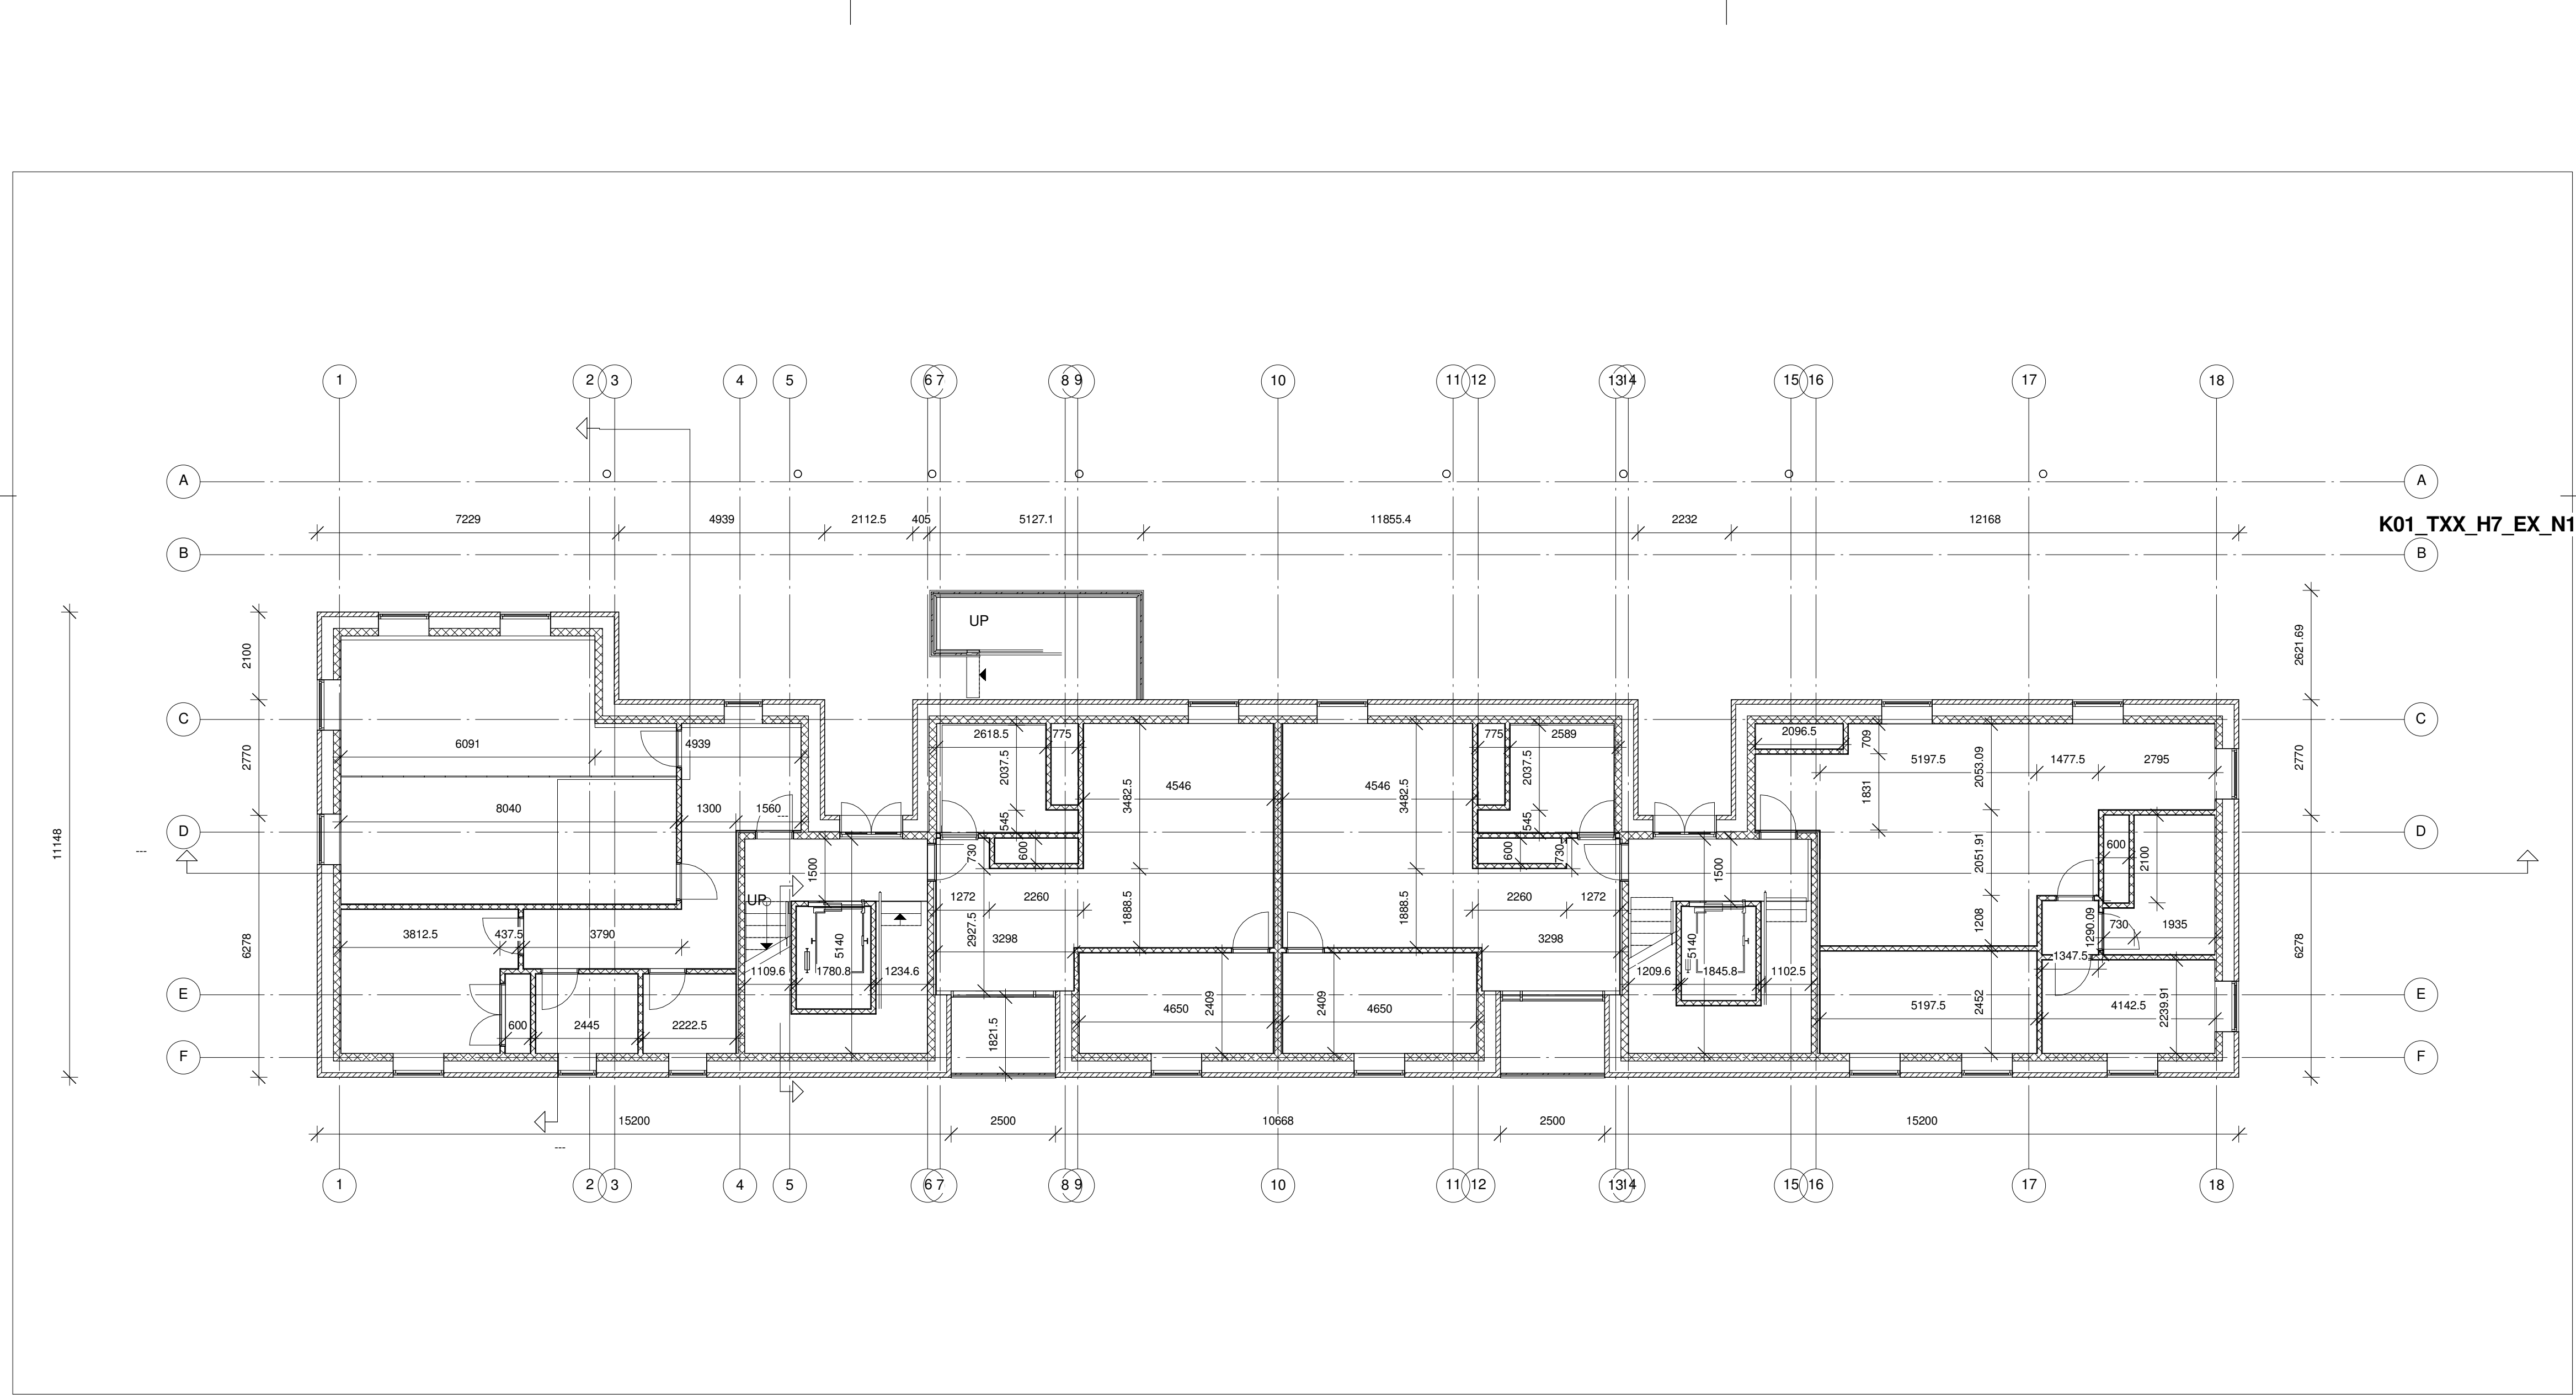 1 2 3 4 5 6 7 8 9 10 11 12 13 14 15 16 17 18
A A
7229 4939 2112.5 405 5127.1 11855.4 2232 12168
K01_TXX_H7_EX_N1
B B
UP
2100 2621.69
C C
2618.5 775 775 2589 2096.5 709
6091 4939 2037.5 2037.5 5197.5 2053.09 1477.5 2795
2770 2770
4546 4546
3482.5 3482.5 1831
8040 1300 1560
---
545 545
D D
11148
---
730 600 600 730 2051.91 600 2100
1500 1500
UP 1272 2260 1888.5 1888.5 2260 1272
1208 1290.09 730 1935
3812.5 437.5 3790 2927.5 3298 3298
6278 5140 5140 6278
1347.5
1109.6 1780.8 1234.6 1209.6 1845.8 1102.5
E E
4650 2409 2409 4650 5197.5 2452 4142.5 2239.91
600 2445 2222.5 1821.5
F F
15200 2500 10668 2500 15200
---
1 2 3 4 5 6 7 8 9 10 11 12 13 14 15 16 17 18